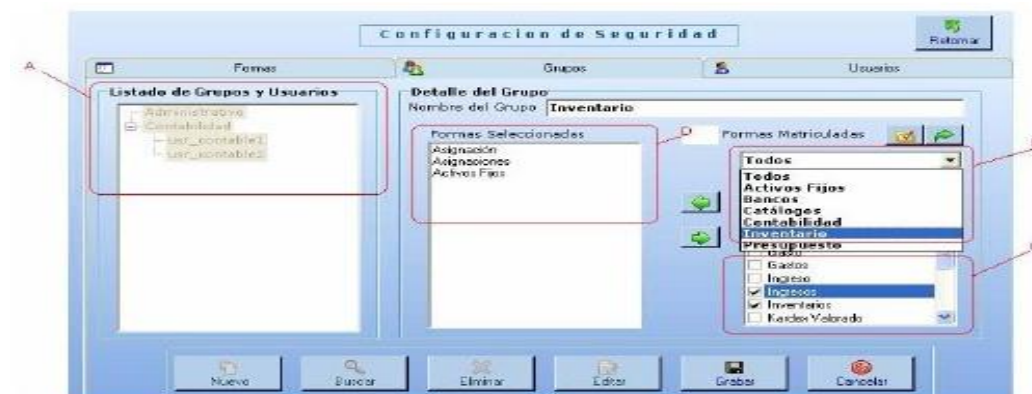 Configuracion de Seguridad
Retornar
Formas
Grupos
Usuarios
A
Listado de Grupos y Usuarios
Administrativo
Contabilidad
usr_contable1
usr_contable2
Detalle del Grupo
Nombre del Grupo Inventario
Formas Seleccionadas
Asignación
Asignaciones
Activos Fijos
D
Formas Matriculadas
Todos
Todos
Activos Fijos
Bancos
Catálogos
Contabilidad
Inventario
Presupuesto
Gastos
Ingreso
Ingresos
Inventarios
Kardex Valorado
Nuevo
Buscar
Eliminar
Editar
Grabar
Cancelar